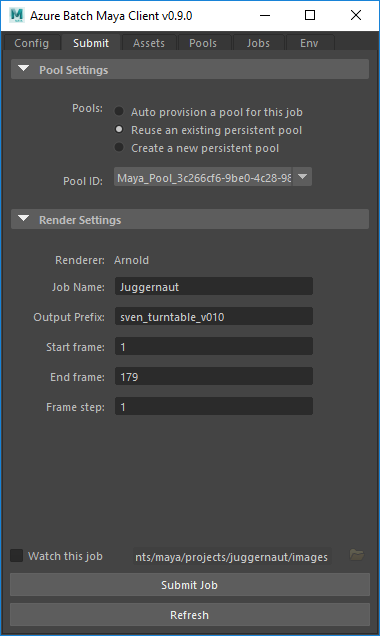 Azure Batch Maya Client v0.9.0
Config Submit Assets Pools Jobs Env
Pool Settings
Pools: Auto provision a pool for this job
Reuse an existing persistent pool
Create a new persistent pool
Pool ID: Maya_Pool_3c266cf6-9be0-4c28-98
Render Settings
Renderer: Arnold
Job Name: Juggernaut
Output Prefix: sven_turntable_v010
Start frame: 1
End frame: 179
Frame step: 1
Watch this job nts/maya/projects/juggernaut/images
Submit Job
Refresh